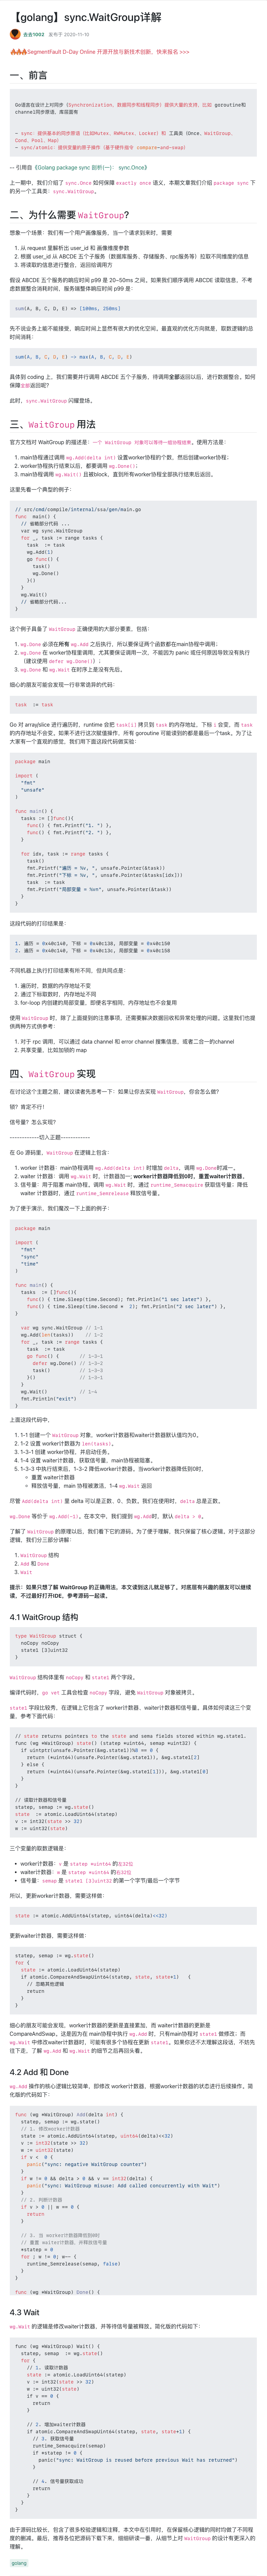 【golang】sync.WaitGroup详解
合合1002 发布于 2020-11-10
🔥🔥🔥SegmentFault D-Day Online 开源开放与新技术创新，快来报名 >>>
一、前言
Go语言在设计上对同步（Synchronization，数据同步和线程同步）提供大量的支持，比如 goroutine和
channel同步原语，库层面有
- sync：提供基本的同步原语（比如Mutex、RWMutex、Locker）和 工具类（Once、WaitGroup、
Cond、Pool、Map）
- sync/atomic：提供变量的原子操作（基于硬件指令 compare-and-swap）
-- 引用自《Golang package sync 剖析(一)： sync.Once》
上一期中，我们介绍了 sync.Once 如何保障 exactly once 语义，本期文章我们介绍 package sync 下
的另一个工具类：sync.WaitGroup。
二、为什么需要 WaitGroup?
想象一个场景：我们有一个用户画像服务，当一个请求到来时，需要
1. 从 request 里解析出 user_id 和 画像维度参数
2. 根据 user_id 从 ABCDE 五个子服务（数据库服务、存储服务、rpc服务等）拉取不同维度的信息
3. 将读取的信息进行整合，返回给调用方
假设 ABCDE 五个服务的响应时间 p99 是 20~50ms 之间。如果我们顺序调用 ABCDE 读取信息，不考
虑数据整合消耗时间，服务端整体响应时间 p99 是：
sum(A, B, C, D, E) => [100ms, 250ms]
先不说业务上能不能接受，响应时间上显然有很大的优化空间。最直观的优化方向就是，取数逻辑的总
时间消耗：
sum(A, B, C, D, E) -> max(A, B, C, D, E)
具体到 coding 上，我们需要并行调用 ABCDE 五个子服务，待调用全部返回以后，进行数据整合。如何
保障全部返回呢？
此时，sync.WaitGroup 闪耀登场。
三、WaitGroup 用法
官方文档对 WaitGroup 的描述是：一个 WaitGroup 对象可以等待一组协程结束。使用方法是：
1. main协程通过调用 wg.Add(delta int) 设置worker协程的个数，然后创建worker协程；
2. worker协程执行结束以后，都要调用 wg.Done()；
3. main协程调用 wg.Wait() 且被block，直到所有worker协程全部执行结束后返回。
这里先看一个典型的例子：
// src/cmd/compile/internal/ssa/gen/main.go
func main() {
// 省略部分代码 ...
var wg sync.WaitGroup
for _, task := range tasks {
task := task
wg.Add(1)
go func() {
task()
wg.Done()
}()
}
wg.Wait()
// 省略部分代码...
}
这个例子具备了 WaitGroup 正确使用的大部分要素，包括：
1. wg.Done 必须在所有 wg.Add 之后执行，所以要保证两个函数都在main协程中调用；
2. wg.Done 在 worker协程里调用，尤其要保证调用一次，不能因为 panic 或任何原因导致没有执行
（建议使用 defer wg.Done()）；
3. wg.Done 和 wg.Wait 在时序上是没有先后。
细心的朋友可能会发现一行非常诡异的代码：
task := task
Go 对 array/slice 进行遍历时，runtime 会把 task[i] 拷贝到 task 的内存地址，下标 i 会变，而 task
的内存地址不会变。如果不进行这次赋值操作，所有 goroutine 可能读到的都是最后一个task。为了让
大家有一个直观的感觉，我们用下面这段代码做实验：
package main
import (
"fmt"
"unsafe"
)
func main() {
tasks := []func(){
func() { fmt.Printf("1. ") },
func() { fmt.Printf("2. ") },
}
for idx, task := range tasks {
task()
fmt.Printf("遍历 = %v, ", unsafe.Pointer(&task))
fmt.Printf("下标 = %v, ", unsafe.Pointer(&tasks[idx]))
task := task
fmt.Printf("局部变量 = %v\n", unsafe.Pointer(&task))
}
}
这段代码的打印结果是：
不同机器上执行打印结果有所不同，但共同点是：
1. 遍历时，数据的内存地址不变
2. 通过下标取数时，内存地址不同
3. for-loop 内创建的局部变量，即便名字相同，内存地址也不会复用
使用 WaitGroup 时，除了上面提到的注意事项，还需要解决数据回收和异常处理的问题。这里我们也提
供两种方式供参考：
1. 对于 rpc 调用，可以通过 data channel 和 error channel 搜集信息，或者二合一的channel
2. 共享变量，比如加锁的 map
四、WaitGroup 实现
在讨论这个主题之前，建议读者先思考一下：如果让你去实现 WaitGroup，你会怎么做？
锁？肯定不行！
信号量？怎么实现？
------------切入正题------------
在 Go 源码里，WaitGroup 在逻辑上包含：
1. worker 计数器：main协程调用 wg.Add(delta int) 时增加 delta，调用 wg.Done时减一。
2. waiter 计数器：调用 wg.Wait 时，计数器加一; worker计数器降低到0时，重置waiter计数器。
3. 信号量：用于阻塞 main协程。调用 wg.Wait 时，通过 runtime_Semacquire 获取信号量；降低
waiter 计数器时，通过 runtime_Semrelease 释放信号量。
为了便于演示，我们魔改一下上面的例子：
package main
import (
"fmt"
"sync"
"time"
)
func main() {
tasks := []func(){
func() { time.Sleep(time.Second); fmt.Println("1 sec later") },
func() { time.Sleep(time.Second * 2); fmt.Println("2 sec later") },
}
var wg sync.WaitGroup // 1-1
wg.Add(len(tasks)) // 1-2
for _, task := range tasks {
task := task
go func() { // 1-3-1
defer wg.Done() // 1-3-2
task() // 1-3-1
}() // 1-3-1
}
wg.Wait() // 1-4
fmt.Println("exit")
}
上面这段代码中，
1. 1-1 创建一个 WaitGroup 对象，worker计数器和waiter计数器默认值均为0。
2. 1-2 设置 worker计数器为 len(tasks)。
3. 1-3-1 创建 worker协程，并启动任务。
4. 1-4 设置 waiter计数器，获取信号量，main协程被阻塞。
5. 1-3-3 中执行结束后，1-3-2 降低worker计数器。当worker计数器降低到0时，
重置 waiter计数器
释放信号量，main 协程被激活，1-4 wg.Wait 返回
尽管 Add(delta int) 里 delta 可以是正数、0、负数。我们在使用时，delta 总是正数。
wg.Done 等价于 wg.Add(-1)。在本文中，我们提到 wg.Add时，默认 delta > 0。
了解了 WaitGroup 的原理以后，我们看下它的源码。为了便于理解，我只保留了核心逻辑。对于这部分
逻辑，我们分三部分讲解：
1. WaitGroup 结构
2. Add 和 Done
3. Wait
提示：如果只想了解 WaitGroup 的正确用法，本文读到这儿就足够了。对底层有兴趣的朋友可以继续
读，不过最好打开IDE，参考源码一起读。
4.1 WaitGroup 结构
type WaitGroup struct {
noCopy noCopy
state1 [3]uint32
}
WaitGroup 结构体里有 noCopy 和 state1 两个字段。
编译代码时，go vet 工具会检查 noCopy 字段，避免 WaitGroup 对象被拷贝。
state1 字段比较秀，在逻辑上它包含了 worker计数器、waiter计数器和信号量。具体如何读这三个变
量，参考下面代码：
// state returns pointers to the state and sema fields stored within wg.state1.
func (wg *WaitGroup) state() (statep *uint64, semap *uint32) {
if uintptr(unsafe.Pointer(&wg.state1))%8 == 0 {
return (*uint64)(unsafe.Pointer(&wg.state1)), &wg.state1[2]
} else {
return (*uint64)(unsafe.Pointer(&wg.state1[1])), &wg.state1[0]
}
}
// 读取计数器和信号量
statep, semap := wg.state()
state := atomic.LoadUint64(statep)
v := int32(state >> 32)
w := uint32(state)
三个变量的取数逻辑是：
worker计数器：v 是 statep *uint64 的左32位
waiter计数器：w 是 statep *uint64 的右32位
信号量：semap 是 state1 [3]uint32 的第一个字节/最后一个字节
所以，更新worker计数器，需要这样做：
state := atomic.AddUint64(statep, uint64(delta)<<32)
更新waiter计数器，需要这样做：
statep, semap := wg.state()
for {
state := atomic.LoadUint64(statep)
if atomic.CompareAndSwapUint64(statep, state, state+1) {
// 忽略其他逻辑
return
}
}
细心的朋友可能会发现，worker计数器的更新是直接累加，而 waiter计数器的更新是
CompareAndSwap。这是因为在 main协程中执行 wg.Add 时，只有main协程对 state1 做修改；而
wg.Wait 中修改waiter计数器时，可能有很多个协程在更新 state1。如果你还不太理解这段话，不妨先
往下走，了解 wg.Add 和 wg.Wait 的细节之后再回头看。
4.2 Add 和 Done
wg.Add 操作的核心逻辑比较简单，即修改 worker计数器，根据worker计数器的状态进行后续操作。简
化版的代码如下：
func (wg *WaitGroup) Add(delta int) {
statep, semap := wg.state()
// 1. 修改worker计数器
state := atomic.AddUint64(statep, uint64(delta)<<32)
v := int32(state >> 32)
w := uint32(state)
if v < 0 {
panic("sync: negative WaitGroup counter")
}
if w != 0 && delta > 0 && v == int32(delta) {
panic("sync: WaitGroup misuse: Add called concurrently with Wait")
}
// 2. 判断计数器
if v > 0 || w == 0 {
return
}
// 3. 当 worker计数器降低到0时
// 重置 waiter计数器，并释放信号量
*statep = 0
for ; w != 0; w-- {
runtime_Semrelease(semap, false)
}
}
func (wg *WaitGroup) Done() {
4.3 Wait
wg.Wait 的逻辑是修改waiter计数器，并等待信号量被释放。简化版的代码如下：
func (wg *WaitGroup) Wait() {
statep, semap := wg.state()
for {
// 1. 读取计数器
state := atomic.LoadUint64(statep)
v := int32(state >> 32)
w := uint32(state)
if v == 0 {
return
}
// 2. 增加waiter计数器
if atomic.CompareAndSwapUint64(statep, state, state+1) {
// 3. 获取信号量
runtime_Semacquire(semap)
if *statep != 0 {
panic("sync: WaitGroup is reused before previous Wait has returned")
}
// 4. 信号量获取成功
return
}
}
}
由于源码比较长，包含了很多校验逻辑和注释，本文中在引用时，在保留核心逻辑的同时均做了不同程
度的删减。最后，推荐各位把源码下载下来，细细研读一番，从细节上对 WaitGroup 的设计有更深入的
理解。
golang